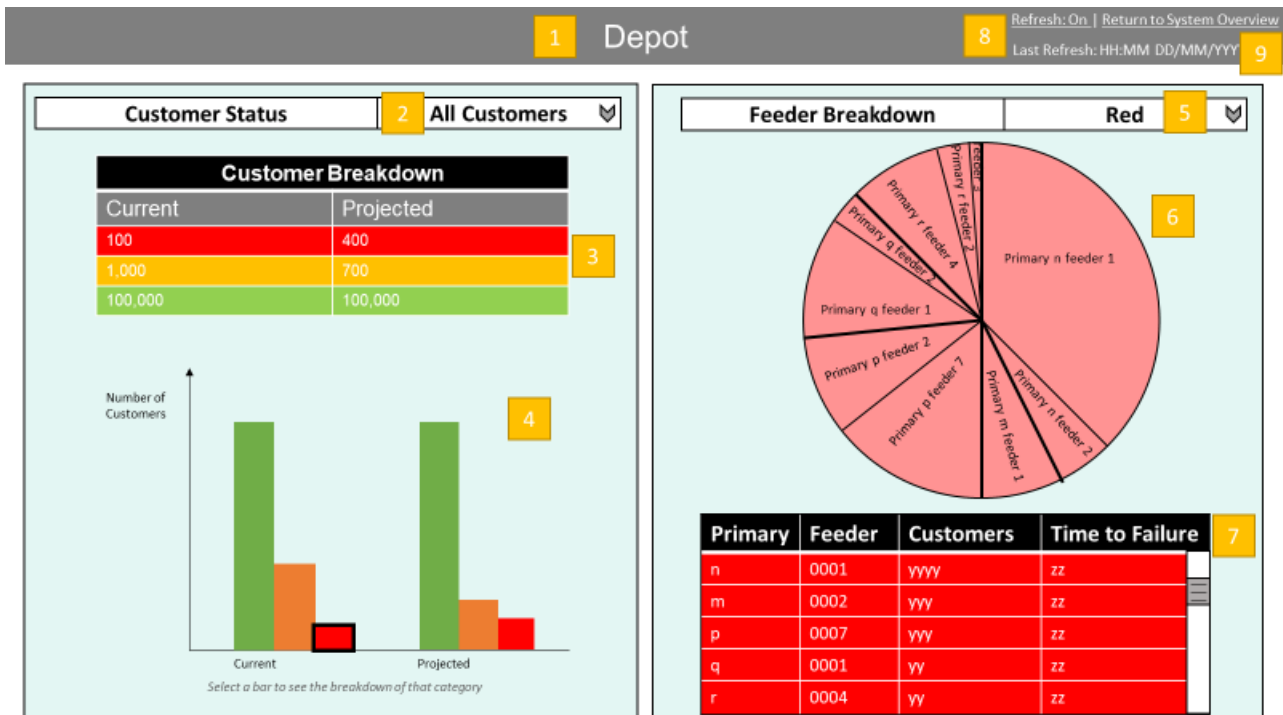 1
Depot
8
Refresh: On | Return to System Overview
Last Refresh: HH:MM DD/MM/YYY
9
Customer Status
2
All Customers
Customer Breakdown
Current Projected
100 400
1,000 700
100,000 100,000
3
Number of
Customers
4
Current
Projected
Select a bar to see the breakdown of that category
Feeder Breakdown
Red
5
6
Primary n feeder 1
Primary n feeder 2
Primary m feeder 1
Primary p feeder 7
Primary p feeder 2
Primary q feeder 1
Primary q feeder 2
Primary r feeder 4
Primary r feeder 2
7
Primary Feeder Customers Time to Failure
n 0001 yyyy zz
m 0002 yyy zz
p 0007 yyy zz
q 0001 yy zz
r 0004 yy zz